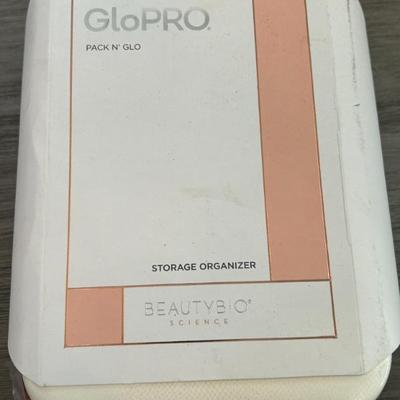 GloPRO®
PACK N' GLO
STORAGE ORGANIZER
BEAUTYBIO®
SCIENCE